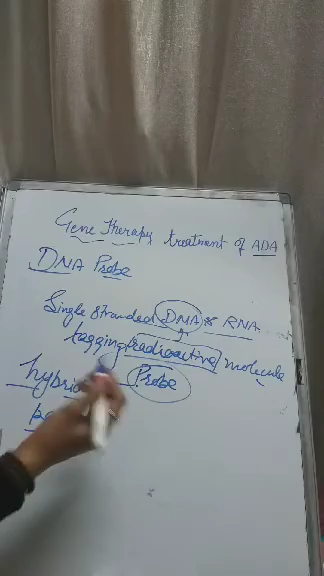 Gene Therapy treatment of ADA
DNA Probe
Single stranded DNA or RNA
tagging radioactive molecule
Probe